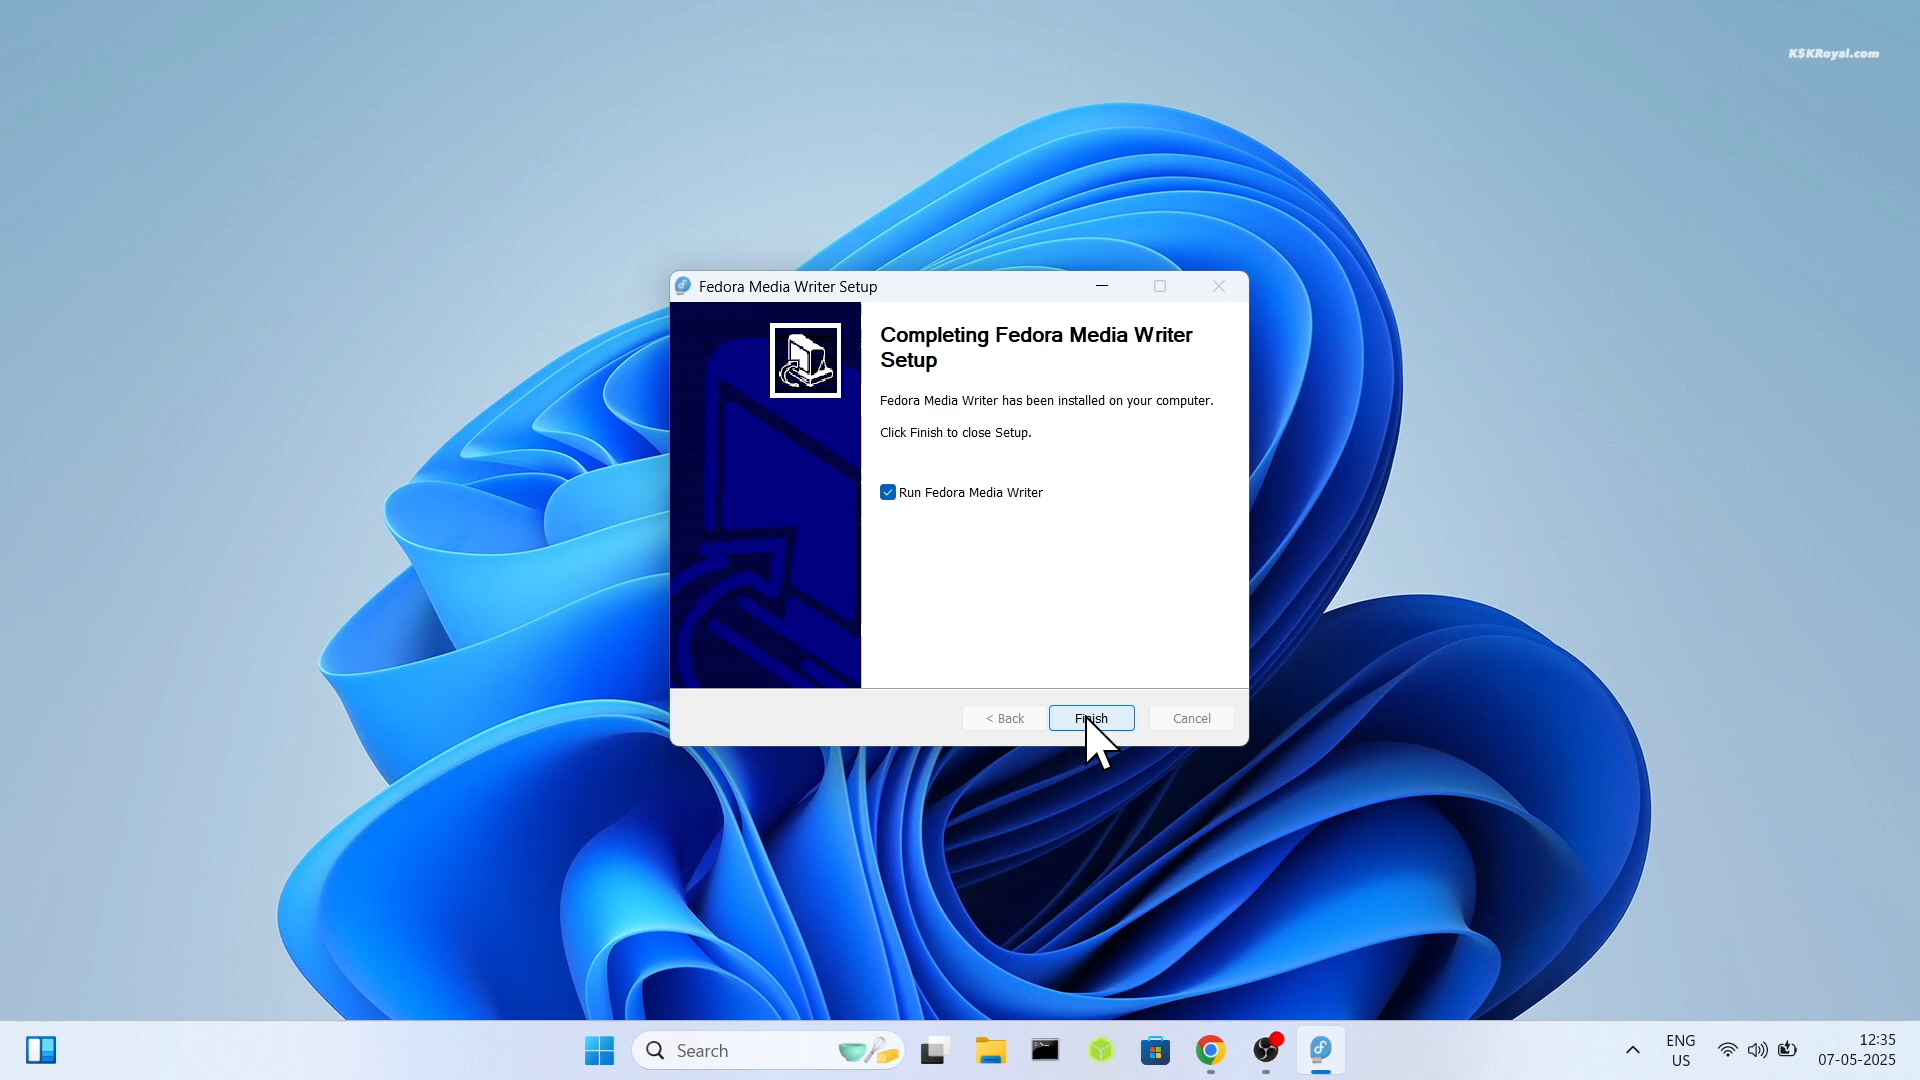 K$KRoyal.com
Fedora Media Writer Setup
Completing Fedora Media Writer
Setup
Fedora Media Writer has been installed on your computer.
Click Finish to close Setup.
Run Fedora Media Writer
< Back
Finish
Cancel
Search
ENG
US
12:35
07-05-2025